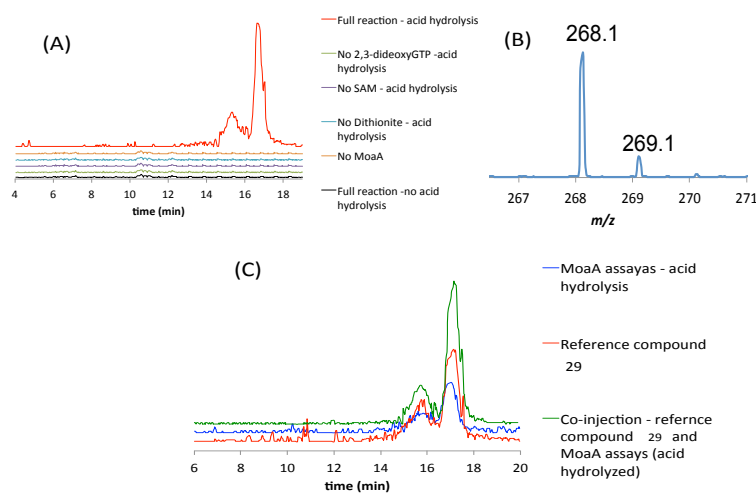 (A)
Full reaction - acid hydrolysis
No 2,3-dideoxyGTP -acid
hydrolysis
No SAM - acid hydrolysis
No Dithionite - acid
hydrolysis
No MoaA
Full reaction -no acid
hydrolysis
4 6 8 10 12 14 16 18
time (min)
(B)
268.1
269.1
267 268 269 270 271
m/z
(C)
MoaA assayas - acid
hydrolysis
Reference compound
29
Co-injection - refernce
compound 29 and
MoaA assays (acid
hydrolyzed)
6 8 10 12 14 16 18 20
time (min)